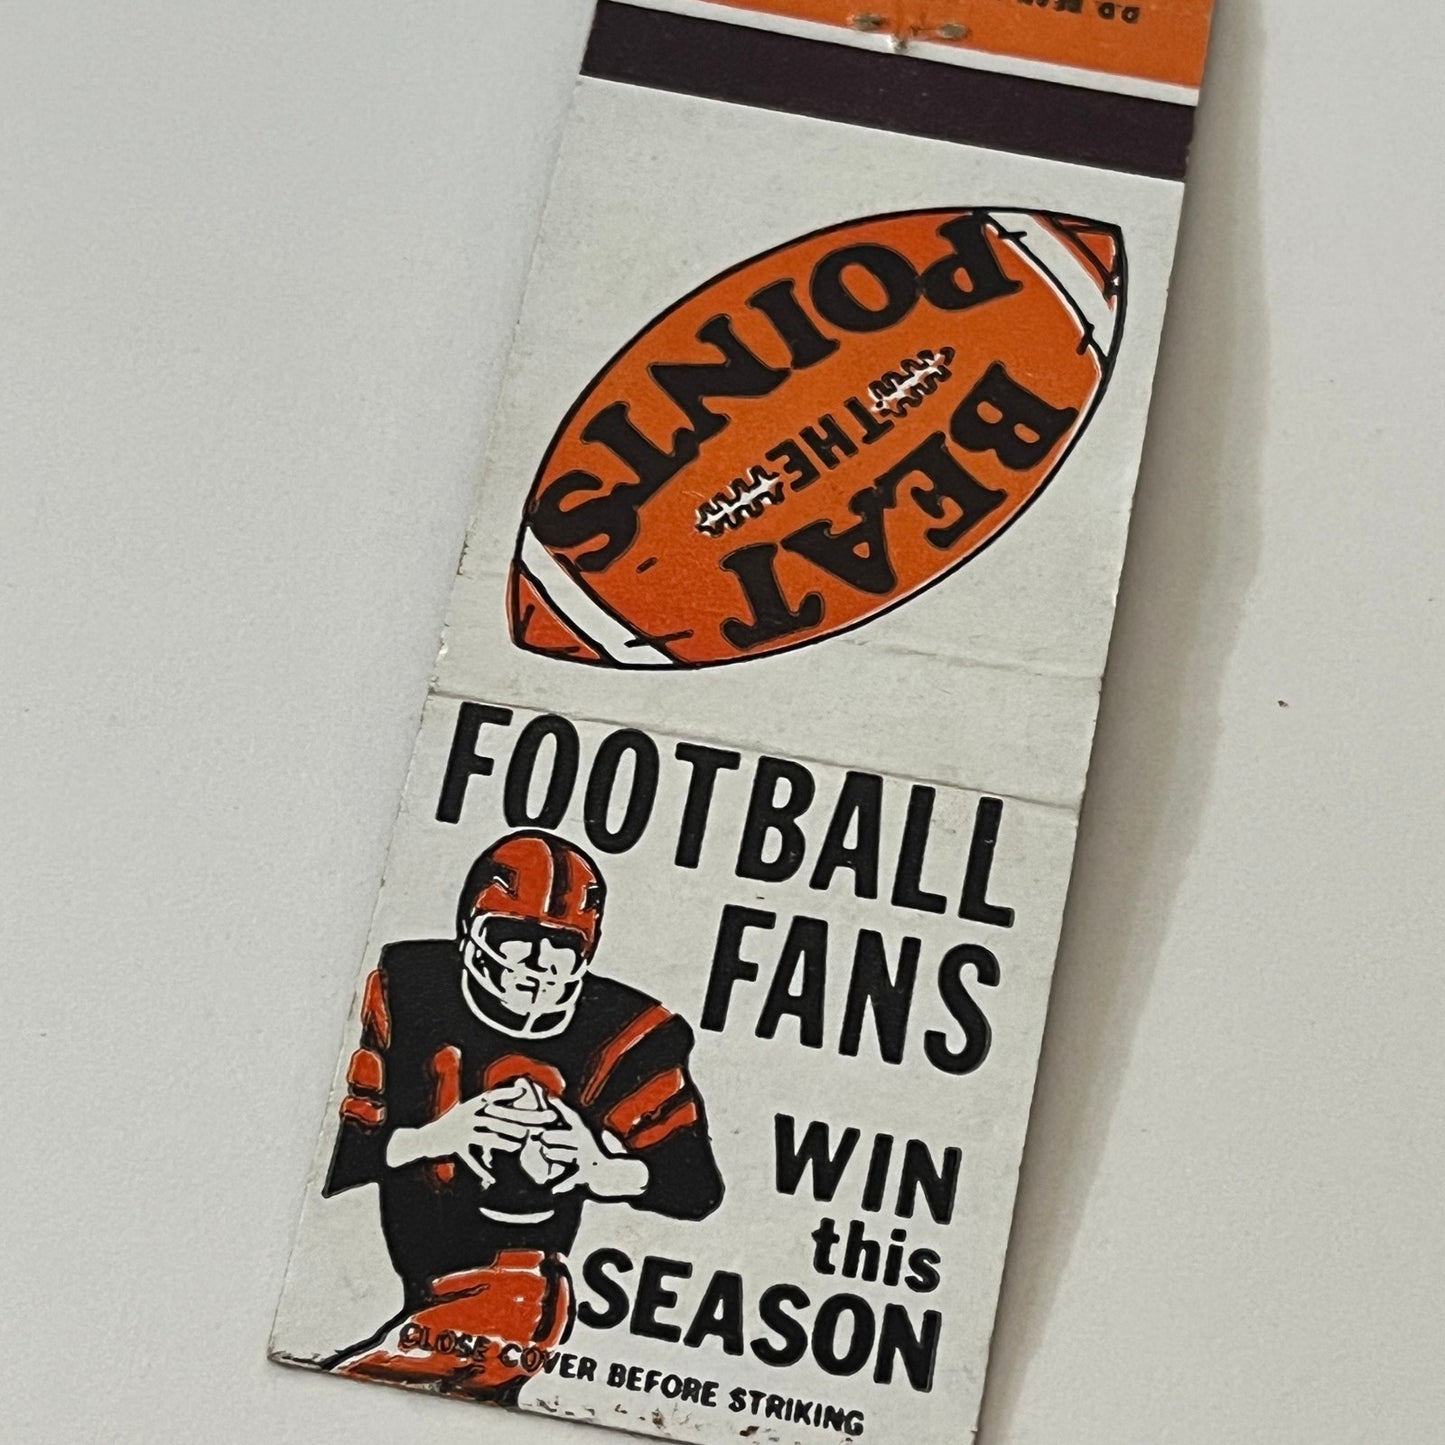 BEAT
THE
POINTS
FOOTBALL
FANS
WIN
this
SEASON
CLOSE COVER BEFORE STRIKING
D.D.